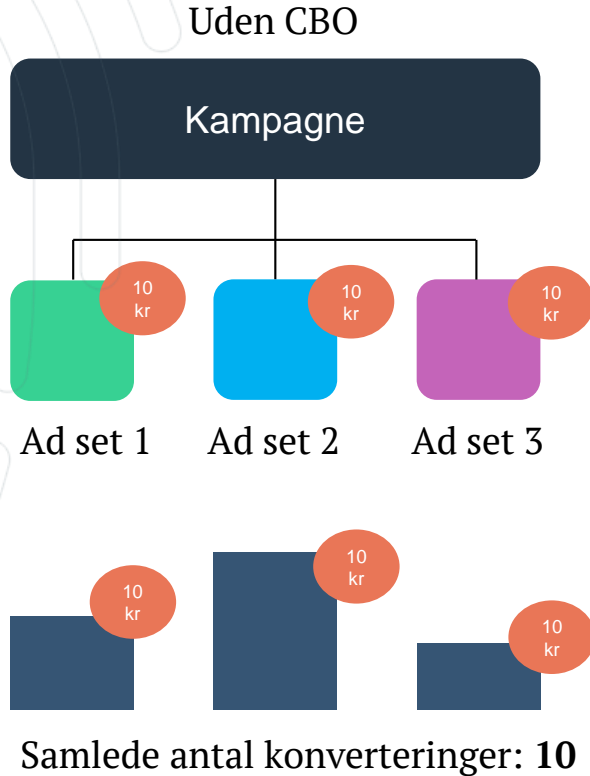 Uden CBO
Kampagne
10
kr
10
kr
10
kr
Ad set 1
Ad set 2
Ad set 3
10
kr
10
kr
10
kr
Samlede antal konverteringer: 10